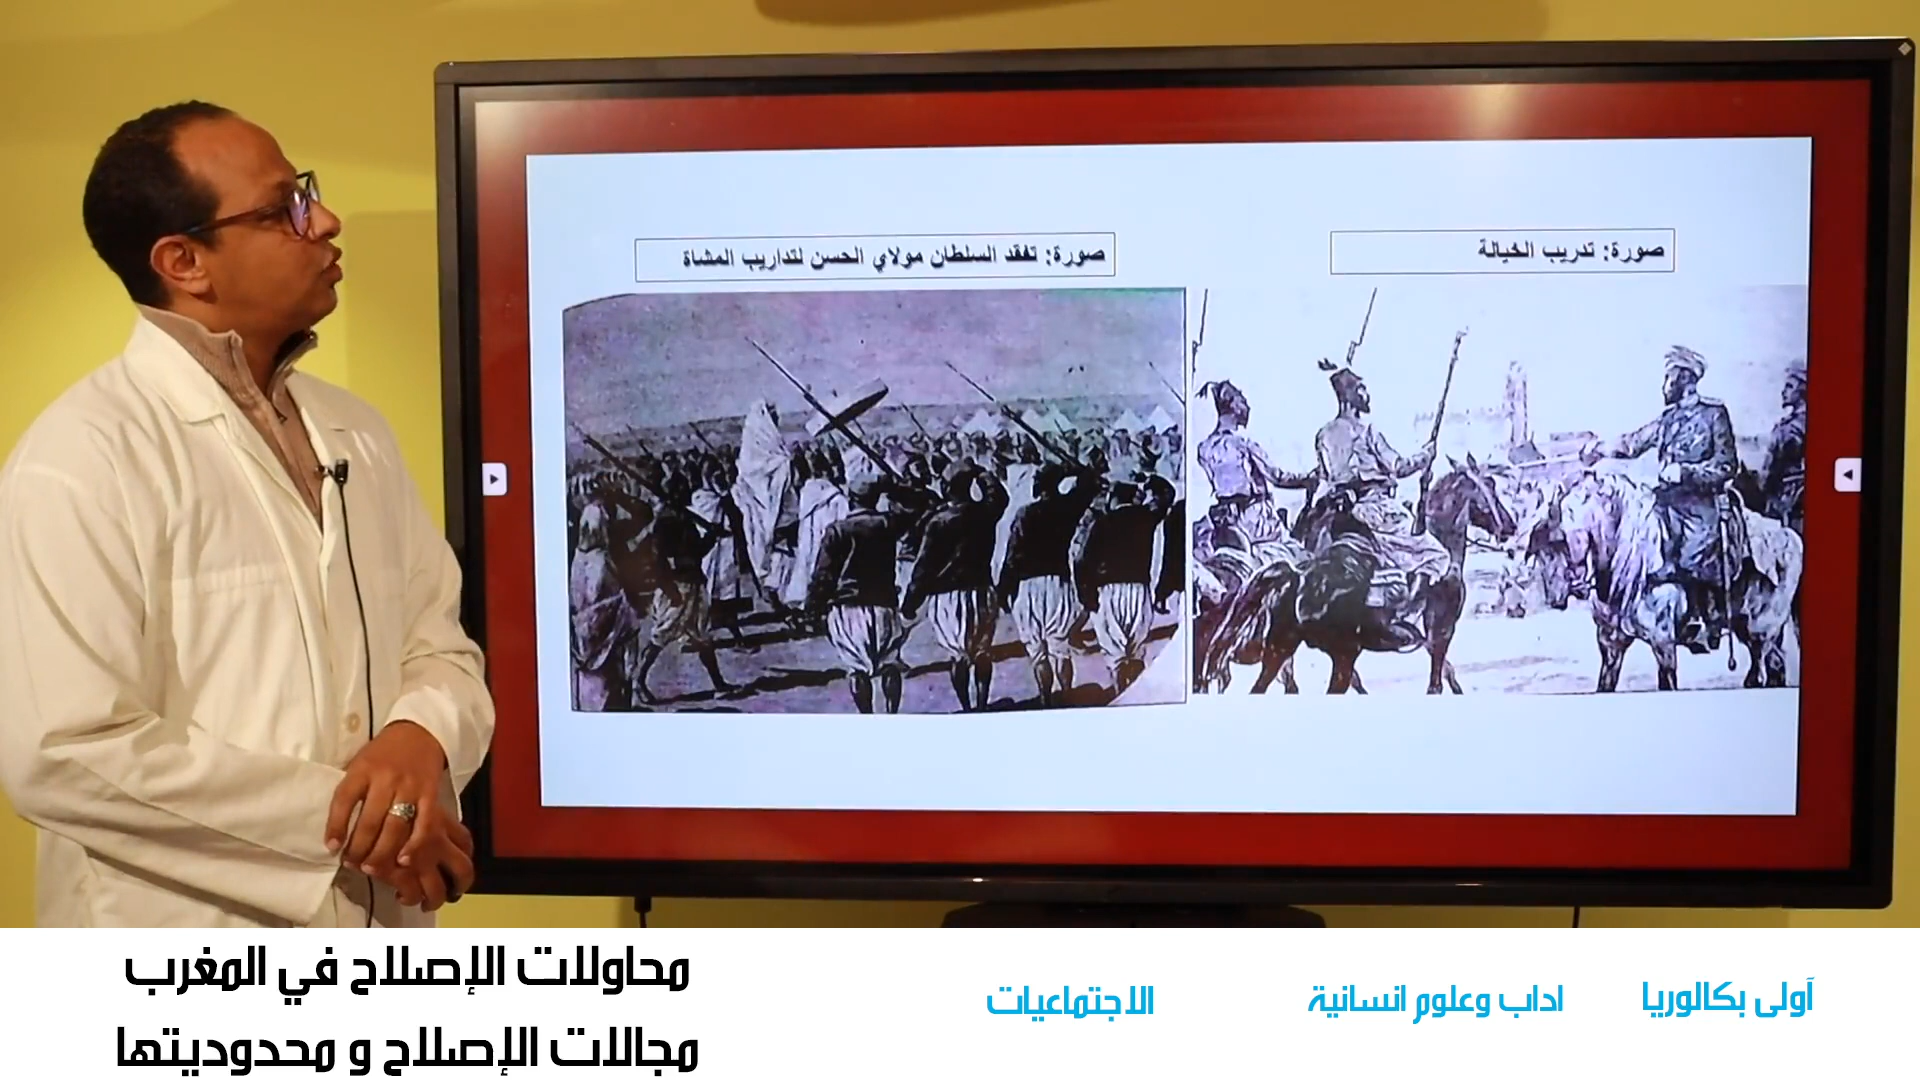 صورة: تدريب الخيالة
صورة: تفقد السلطان مولاي الحسن لتداريب المشاة
أولى بكالوريا
اداب وعلوم انسانية
الاجتماعيات
محاولات الإصلاح في المغرب
مجالات الإصلاح و محدوديتها